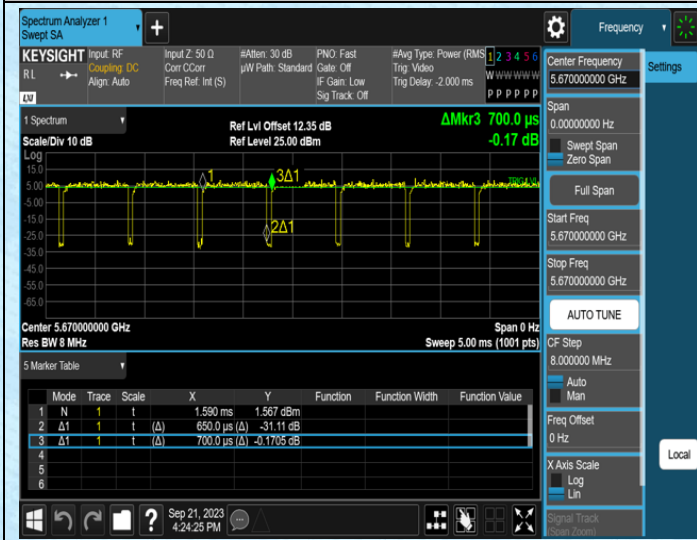 Spectrum Analyzer 1
Swept SA
Frequency
KEYSIGHT Input: RF
RL
Coupling: DC
Align: Auto
LXI
Input Z: 50 Ω
Corr CCorr
Freq Ref: Int (S)
#Atten: 30 dB
µW Path: Standard
PNO: Fast
Gate: Off
IF Gain: Low
Sig Track: Off
#Avg Type: Power (RMS
Trig: Video
Trig Delay: -2.000 ms
1 2 3 4 5 6
W W W W W W
P P P P P P
Center Frequency
5.670000000 GHz
Settings
Span
0.00000000 Hz
Swept Span
Zero Span
Full Span
Start Freq
5.670000000 GHz
Stop Freq
5.670000000 GHz
AUTO TUNE
CF Step
8.000000 MHz
Auto
Man
Freq Offset
0 Hz
X Axis Scale
Log
Lin
Signal Track
(Span Zoom)
Local
1 Spectrum
Scale/Div 10 dB
Ref Lvl Offset 12.35 dB
Ref Level 25.00 dBm
ΔMkr3 700.0 µs
-0.17 dB
Log
15.0
5.00
-5.00
-15.0
-25.0
-35.0
-45.0
-55.0
-65.0
1
3Δ1
2Δ1
Center 5.670000000 GHz
Res BW 8 MHz
Span 0 Hz
Sweep 5.00 ms (1001 pts)
5 Marker Table
Mode Trace Scale X Y Function Function Width Function Value
1 N 1 t 1.590 ms 1.567 dBm
2 Δ1 1 t (Δ) 650.0 µs (Δ) -31.11 dB
3 Δ1 1 t (Δ) 700.0 µs (Δ) -0.1705 dB
4
5
6
?
Sep 21, 2023
4:24:25 PM